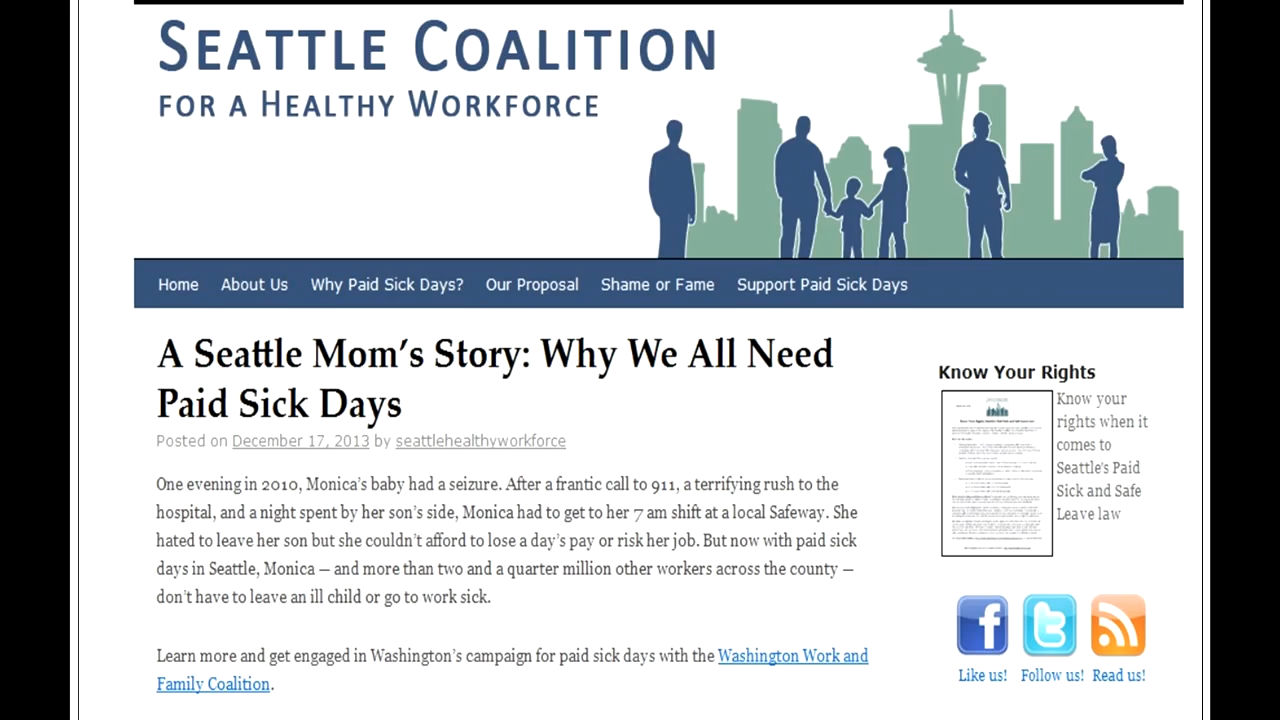 SEATTLE COALITION
FOR A HEALTHY WORKFORCE
Home About Us Why Paid Sick Days? Our Proposal Shame or Fame Support Paid Sick Days
A Seattle Mom's Story: Why We All Need
Paid Sick Days
Posted on December 17, 2013 by seattlehealthyworkforce
One evening in Monica's baby had a seizure. After a frantic call to 911, a terrifying rush to the
hospital, and a night spent by her son's side, Monica had to get to her 7 am shift at a local Safeway. She
hated to leave him, but she couldn't afford to lose a day's pay or risk her job. But now with paid sick
days in Seattle, Monica – and more than two and a quarter million other workers across the county –
don't have to leave an ill child or go to work sick.
Learn more and get engaged in Washington's campaign for paid sick days with the Washington Work and
Family Coalition.
Know Your Rights
Know your
rights when it
comes to
Seattle's Paid
Sick and Safe
Leave law
Like us! Follow us! Read us!